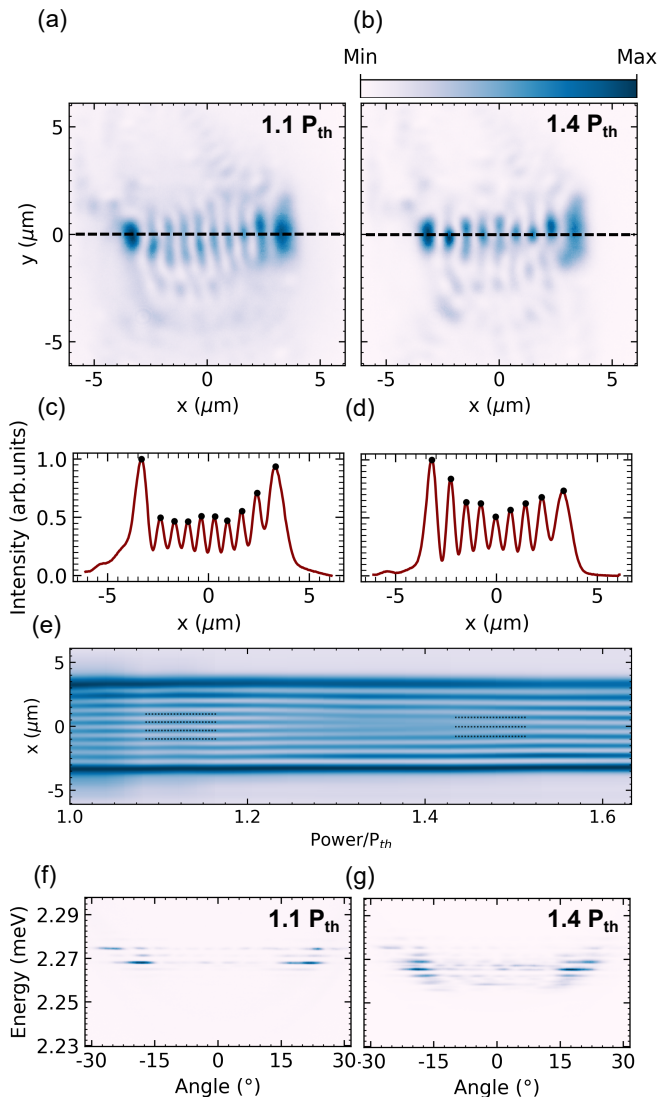 (a)
(b)
Min Max
1.1 P_th
1.4 P_th
y (μm)
5
0
-5
-5 0 5
-5 0 5
x (μm)
x (μm)
(c)
(d)
Intensity (arb.units)
1.0
0.5
0.0
-5 0 5
-5 0 5
x (μm)
x (μm)
(e)
x (μm)
5
0
-5
1.0 1.2 1.4 1.6
Power/P_th
(f)
(g)
1.1 P_th
1.4 P_th
Energy (meV)
2.29
2.27
2.25
2.23
-30 -15 0 15 30
-30 -15 0 15 30
Angle (°)
Angle (°)